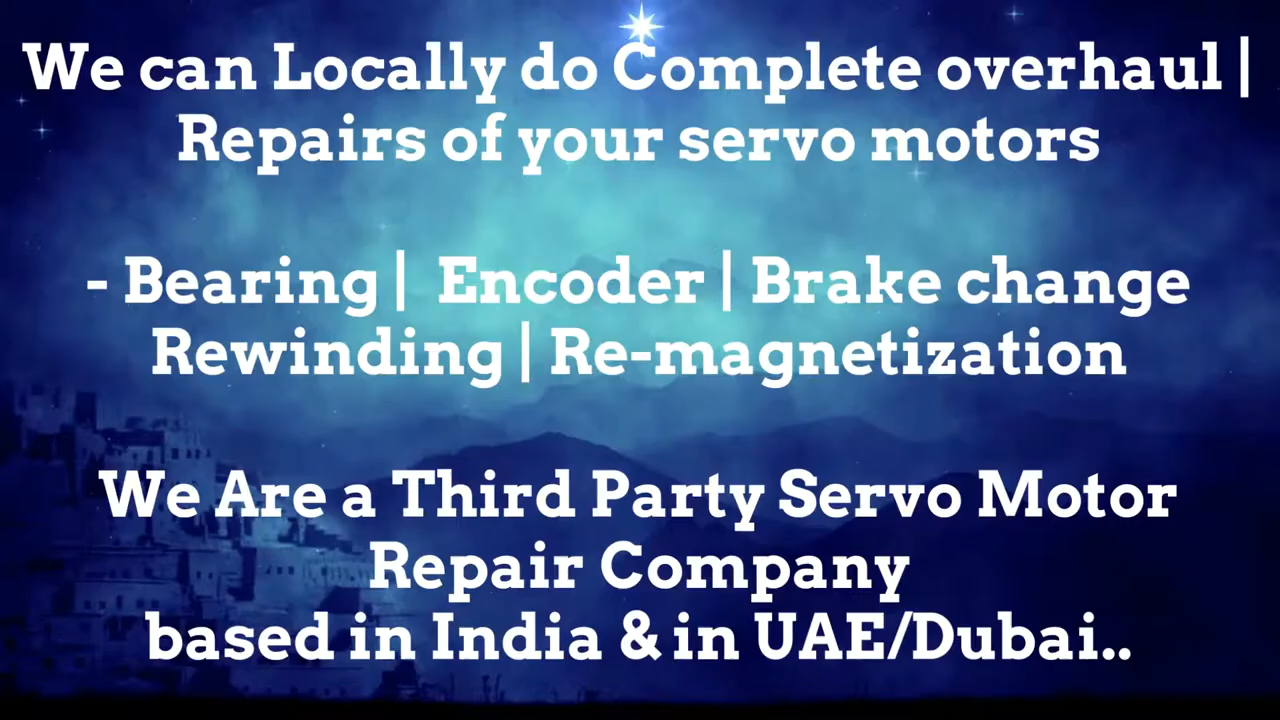 We can Locally do Complete overhaul |
Repairs of your servo motors
- Bearing | Encoder | Brake change
Rewinding | Re-magnetization
We Are a Third Party Servo Motor
Repair Company
based in India & in UAE/Dubai..